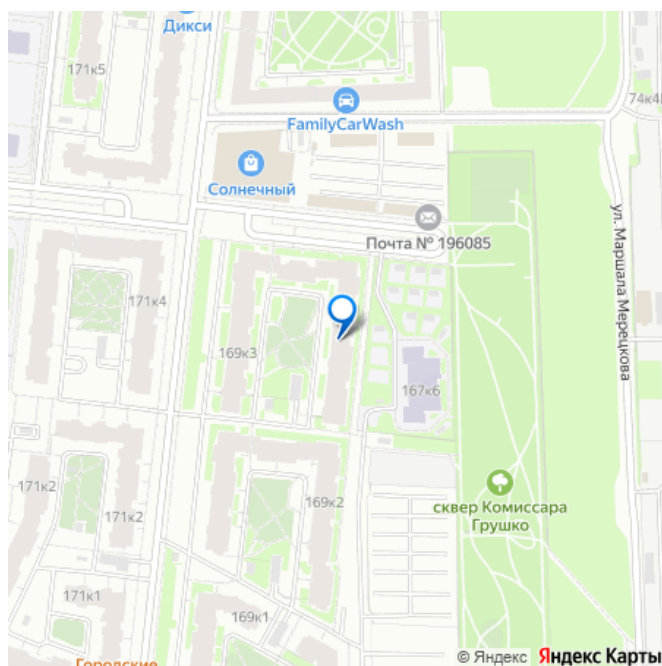 Дикси
171к5
74к4
FamilyCarWash
Солнечный
Почта № 196085
ул. Маршала Мерецкова
171к4
169к3
167к6
171к2
171к2
169к2
сквер Комиссара
Грушко
171к1
169к1
Городские
© Яндекс Яндекс Карты